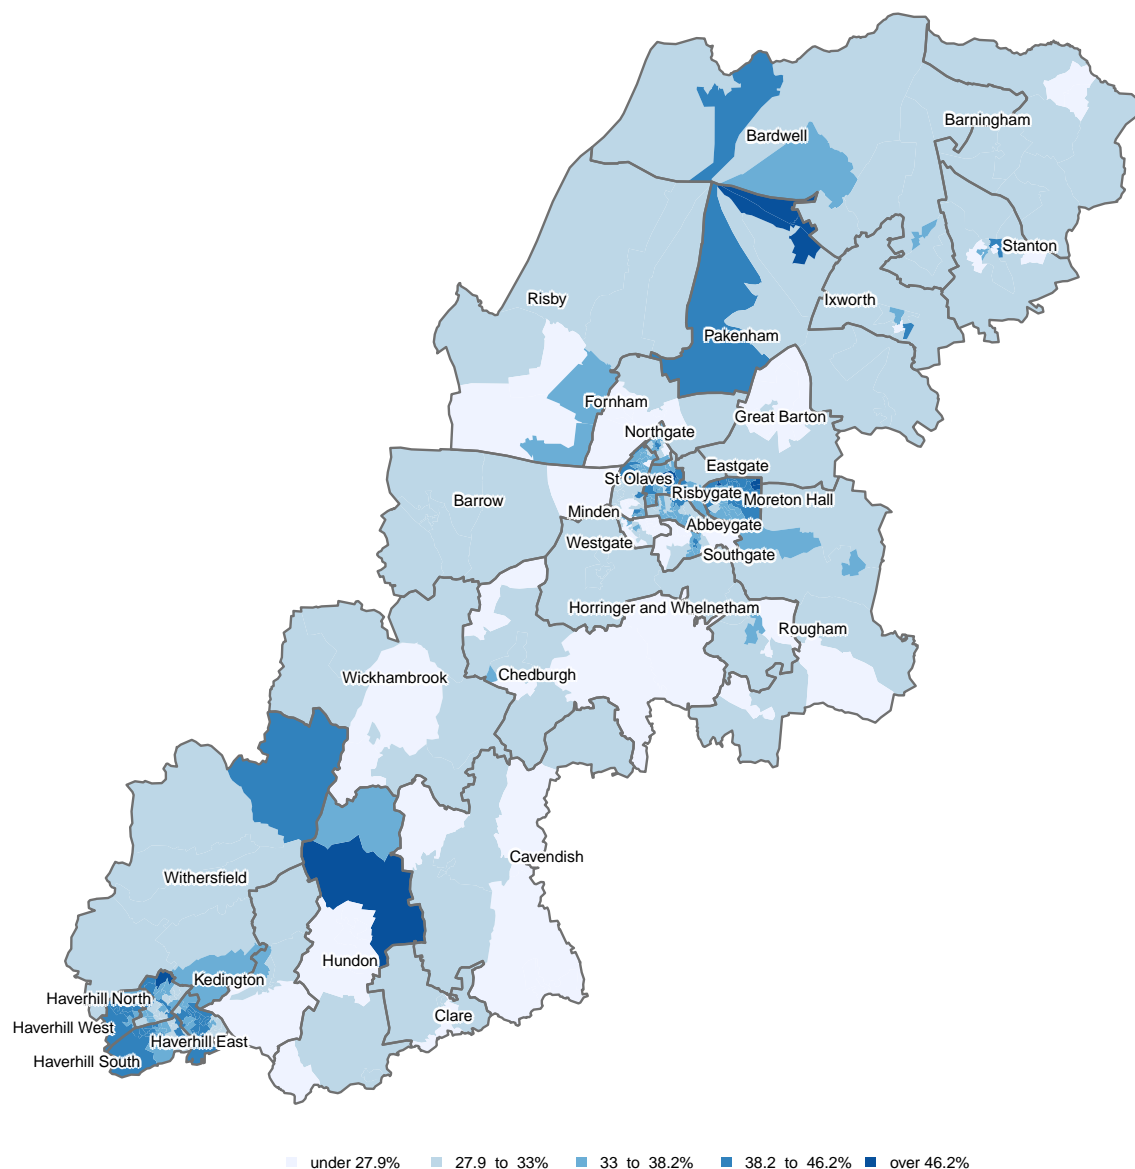 Bardwell
Barningham
Stanton
Risby
Ixworth
Pakenham
Fornham
Great Barton
Northgate
Eastgate
St Olaves
Risbygate
Barrow
Moreton Hall
Minden
Abbeygate
Westgate
Southgate
Horringer and Whelnetham
Rougham
Wickhambrook
Chedburgh
Cavendish
Withersfield
Hundon
Kedington
Haverhill North
Clare
Haverhill West
Haverhill East
Haverhill South
under 27.9% 27.9 to 33% 33 to 38.2% 38.2 to 46.2% over 46.2%